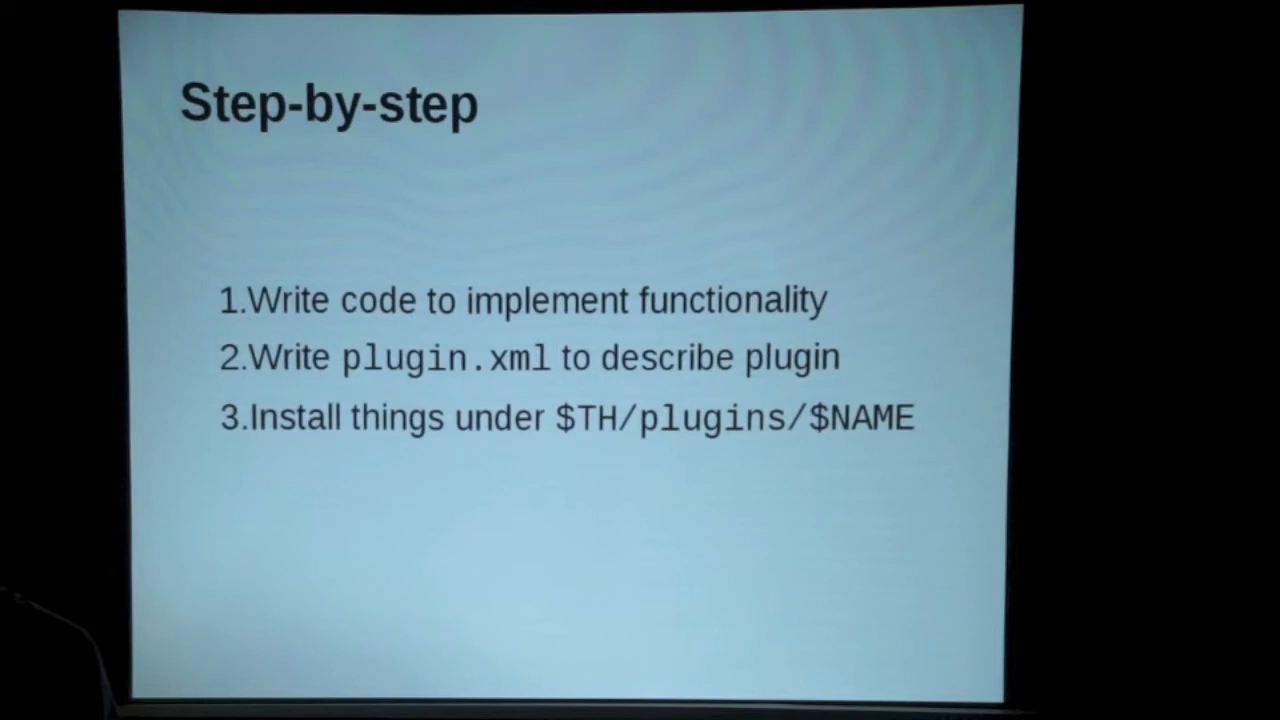 Step-by-step
1.Write code to implement functionality
2.Write plugin.xml to describe plugin
3.Install things under $TH/plugins/$NAME